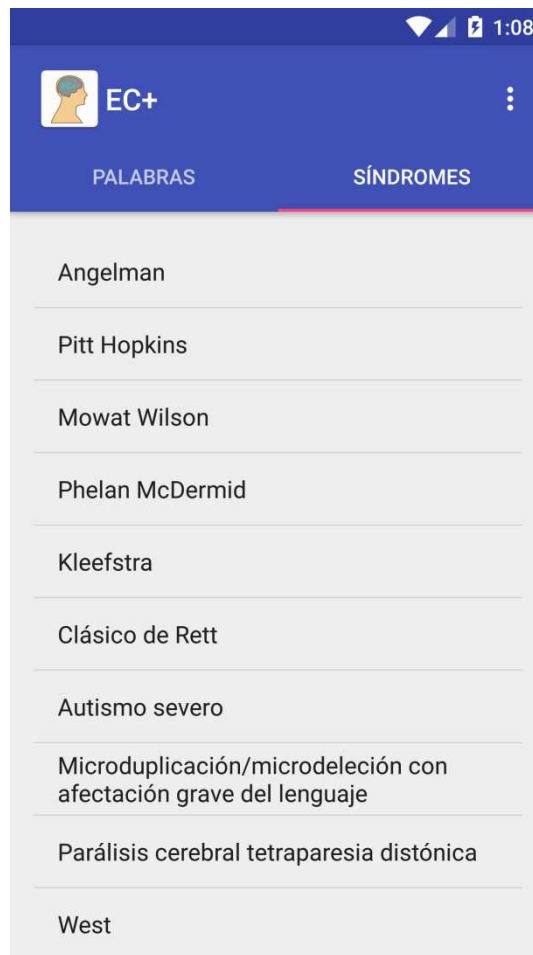 1:08
EC+
PALABRAS SÍNDROMES
Angelman
Pitt Hopkins
Mowat Wilson
Phelan McDermid
Kleefstra
Clásico de Rett
Autismo severo
Microduplicación/microdeleción con
afectación grave del lenguaje
Parálisis cerebral tetraparesia distónica
West